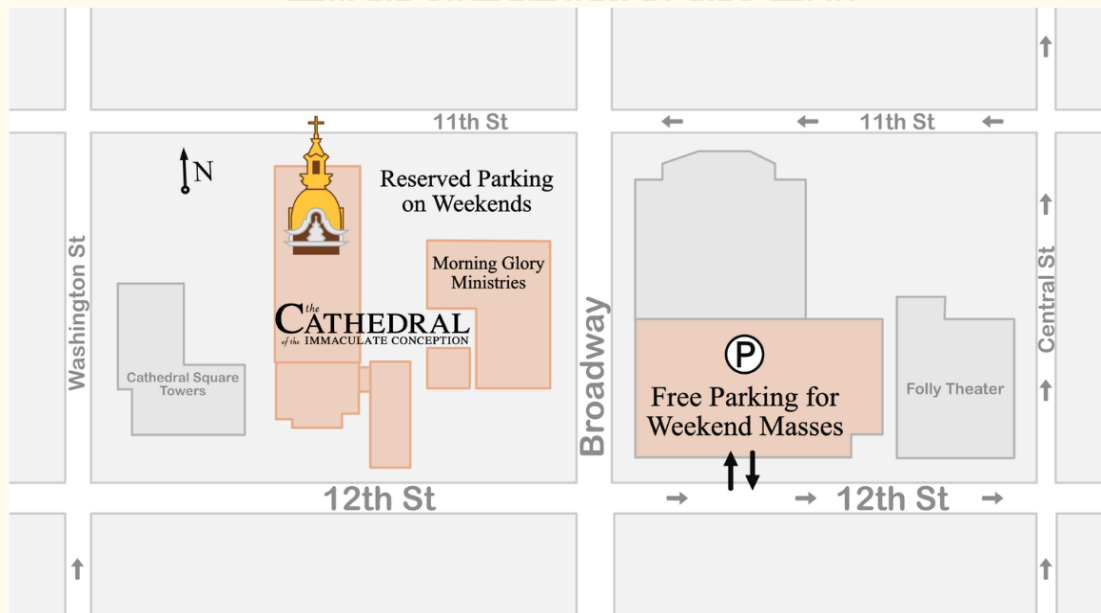 11th St
11th St
N
Reserved Parking
on Weekends
Morning Glory
Ministries
the
CATHEDRAL
of the IMMACULATE CONCEPTION
Washington St
Cathedral Square
Towers
Broadway
P
Free Parking for
Weekend Masses
Folly Theater
Central St
12th St
12th St